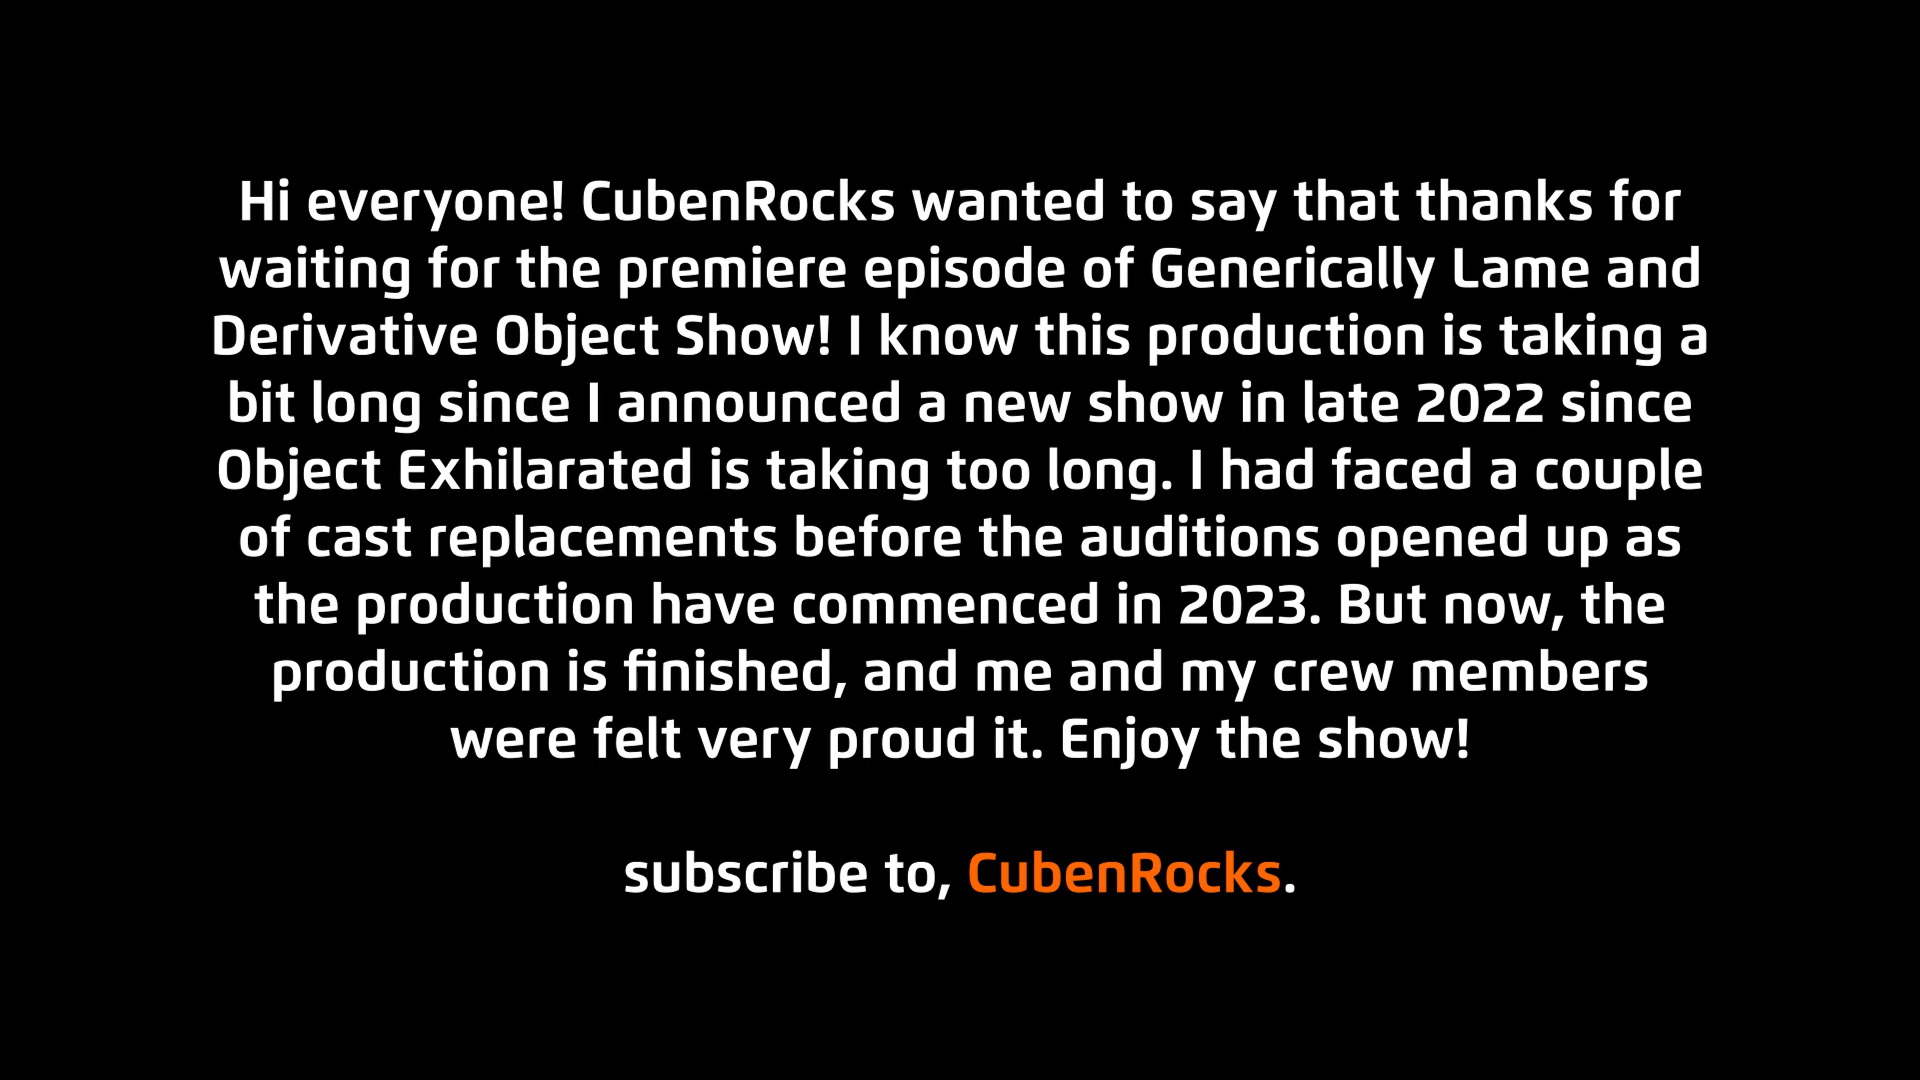 Hi everyone! CubenRocks wanted to say that thanks for
waiting for the premiere episode of Generically Lame and
Derivative Object Show! I know this production is taking a
bit long since I announced a new show in late 2022 since
Object Exhilarated is taking too long. I had faced a couple
of cast replacements before the auditions opened up as
the production have commenced in 2023. But now, the
production is finished, and me and my crew members
were felt very proud it. Enjoy the show!
subscribe to, CubenRocks.